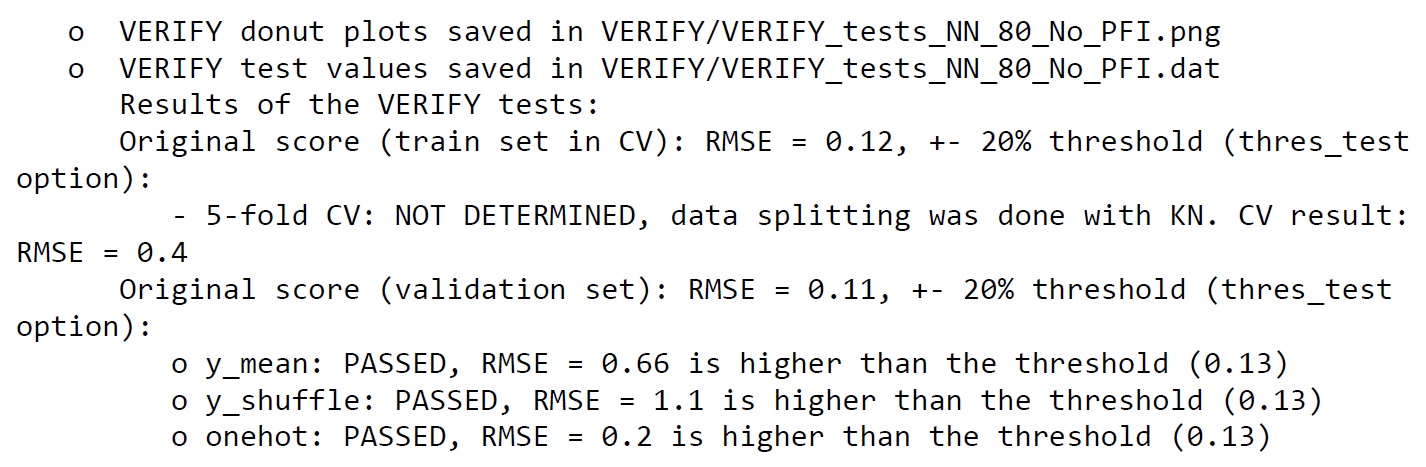 o VERIFY donut plots saved in VERIFY/VERIFY_tests_NN_80_No_PFI.png
o VERIFY test values saved in VERIFY/VERIFY_tests_NN_80_No_PFI.dat
Results of the VERIFY tests:
Original score (train set in CV): RMSE = 0.12, +- 20% threshold (thres_test
option):
- 5-fold CV: NOT DETERMINED, data splitting was done with KN. CV result:
RMSE = 0.4
Original score (validation set): RMSE = 0.11, +- 20% threshold (thres_test
option):
o y_mean: PASSED, RMSE = 0.66 is higher than the threshold (0.13)
o y_shuffle: PASSED, RMSE = 1.1 is higher than the threshold (0.13)
o onehot: PASSED, RMSE = 0.2 is higher than the threshold (0.13)